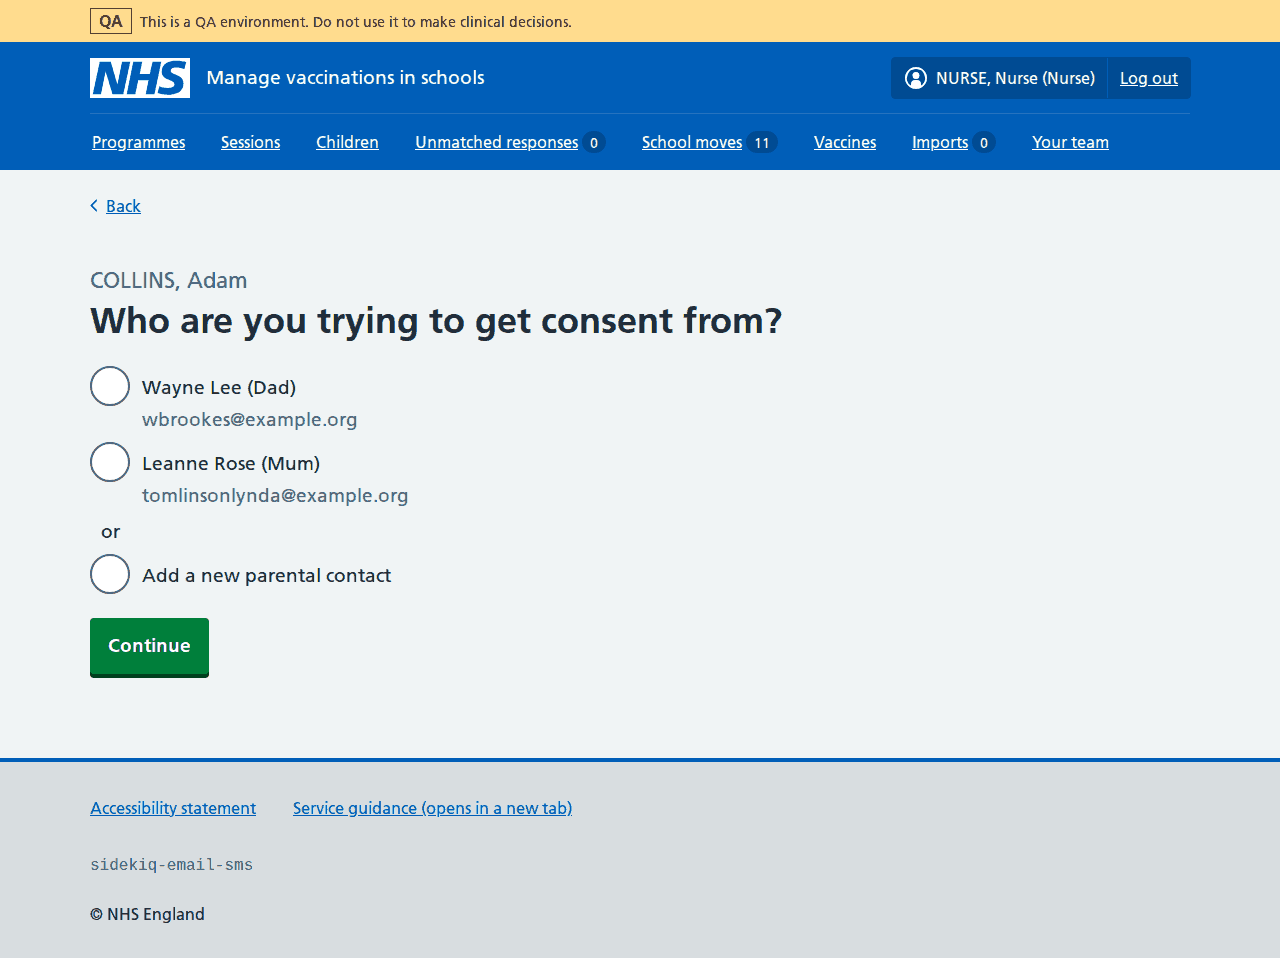 QA This is a QA environment. Do not use it to make clinical decisions.
NHS Manage vaccinations in schools NURSE, Nurse (Nurse) Log out
Programmes Sessions Children Unmatched responses 0 School moves 11 Vaccines Imports 0 Your team
Back
COLLINS, Adam
Who are you trying to get consent from?
Wayne Lee (Dad)
wbrookes@example.org
Leanne Rose (Mum)
tomlinsonlynda@example.org
or
Add a new parental contact
Continue
Accessibility statement Service guidance (opens in a new tab)
sidekiq-email-sms
© NHS England